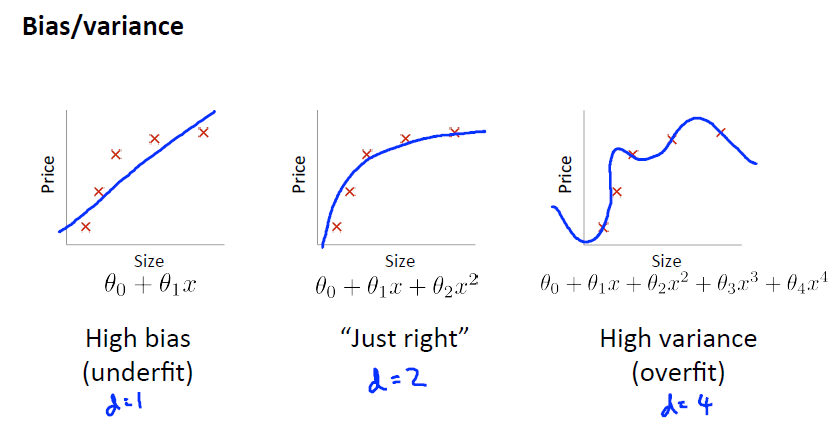 Bias/variance
Price
Size
θ₀ + θ₁x
High bias
(underfit)
d=1
Price
Size
θ₀ + θ₁x + θ₂x²
“Just right”
d=2
Price
Size
θ₀ + θ₁x + θ₂x² + θ₃x³ + θ₄x⁴
High variance
(overfit)
d=4